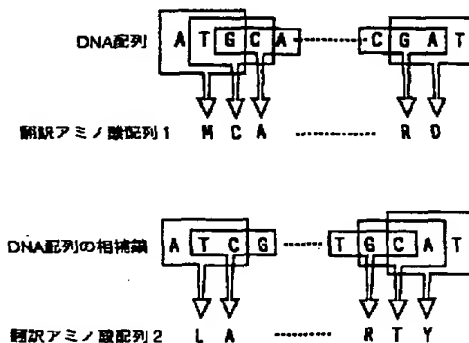 DNA配列 A T G C A ‥‥‥ C G A T
翻訳アミノ酸配列1 M C A ‥‥‥ R D
DNA配列の相補鎖 A T C G ‥‥‥ T G C A T
翻訳アミノ酸配列2 L A ‥‥‥ R T Y